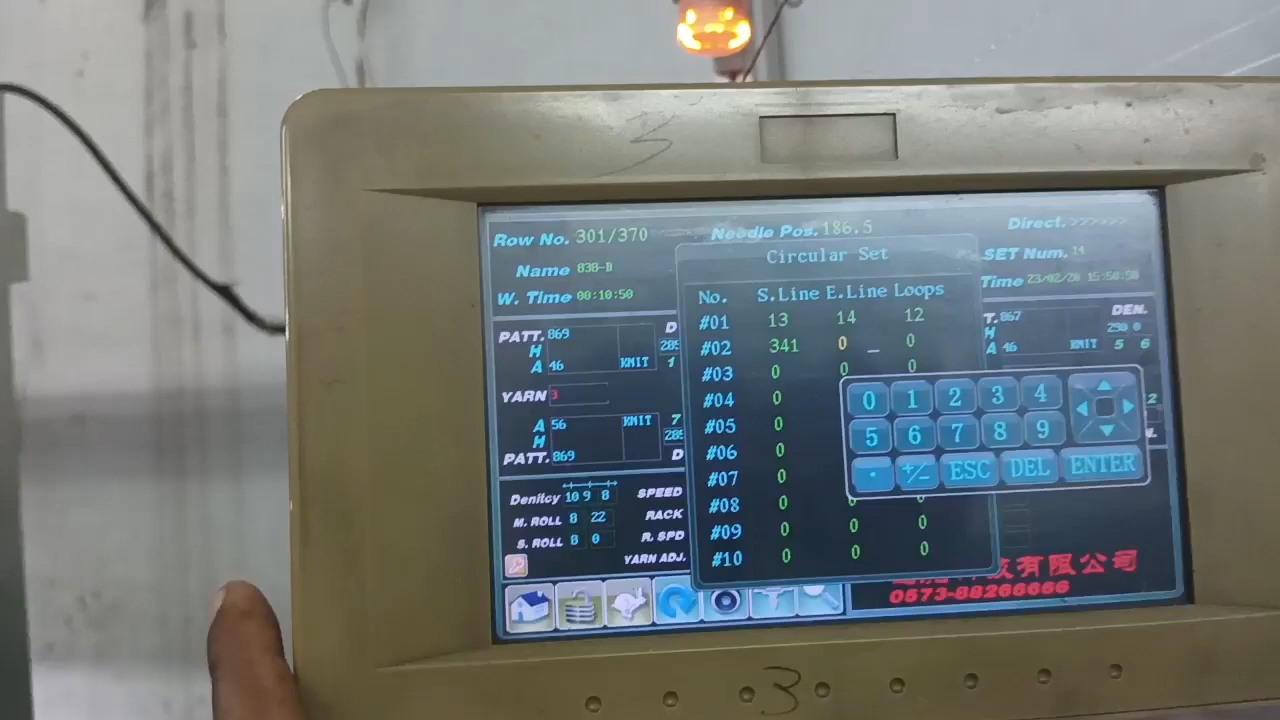 3
Row No. 301/370
Needle Pos. 186.5
Direct. >>>>>>
Name 838-D
SET Num. 14
W. Time 00:10:50
Time 23/02/20 15:50:50
Circular Set
No. S.Line E.Line Loops
#01 13 14 12
#02 341 0 _ 0
#03 0 0 0
#04 0
#05 0
#06 0
#07 0
#08 0 0 0
#09 0 0 0
#10 0 0 0
PATT. 869
H
A 46 KNIT 1
D
YARN 3
A 56 KNIT 7
H
PATT. 869
D
T. 867
DEN.
H
A 46 KNIT 5 6
0 1 2 3 4
5 6 7 8 9
. +/- ESC DEL ENTER
2
Denitcy 10 9 8 SPEED
M. ROLL 8 22 RACK
S. ROLL 8 0 R. SPD
YARN ADJ.
有限公司
0573-88266666
3